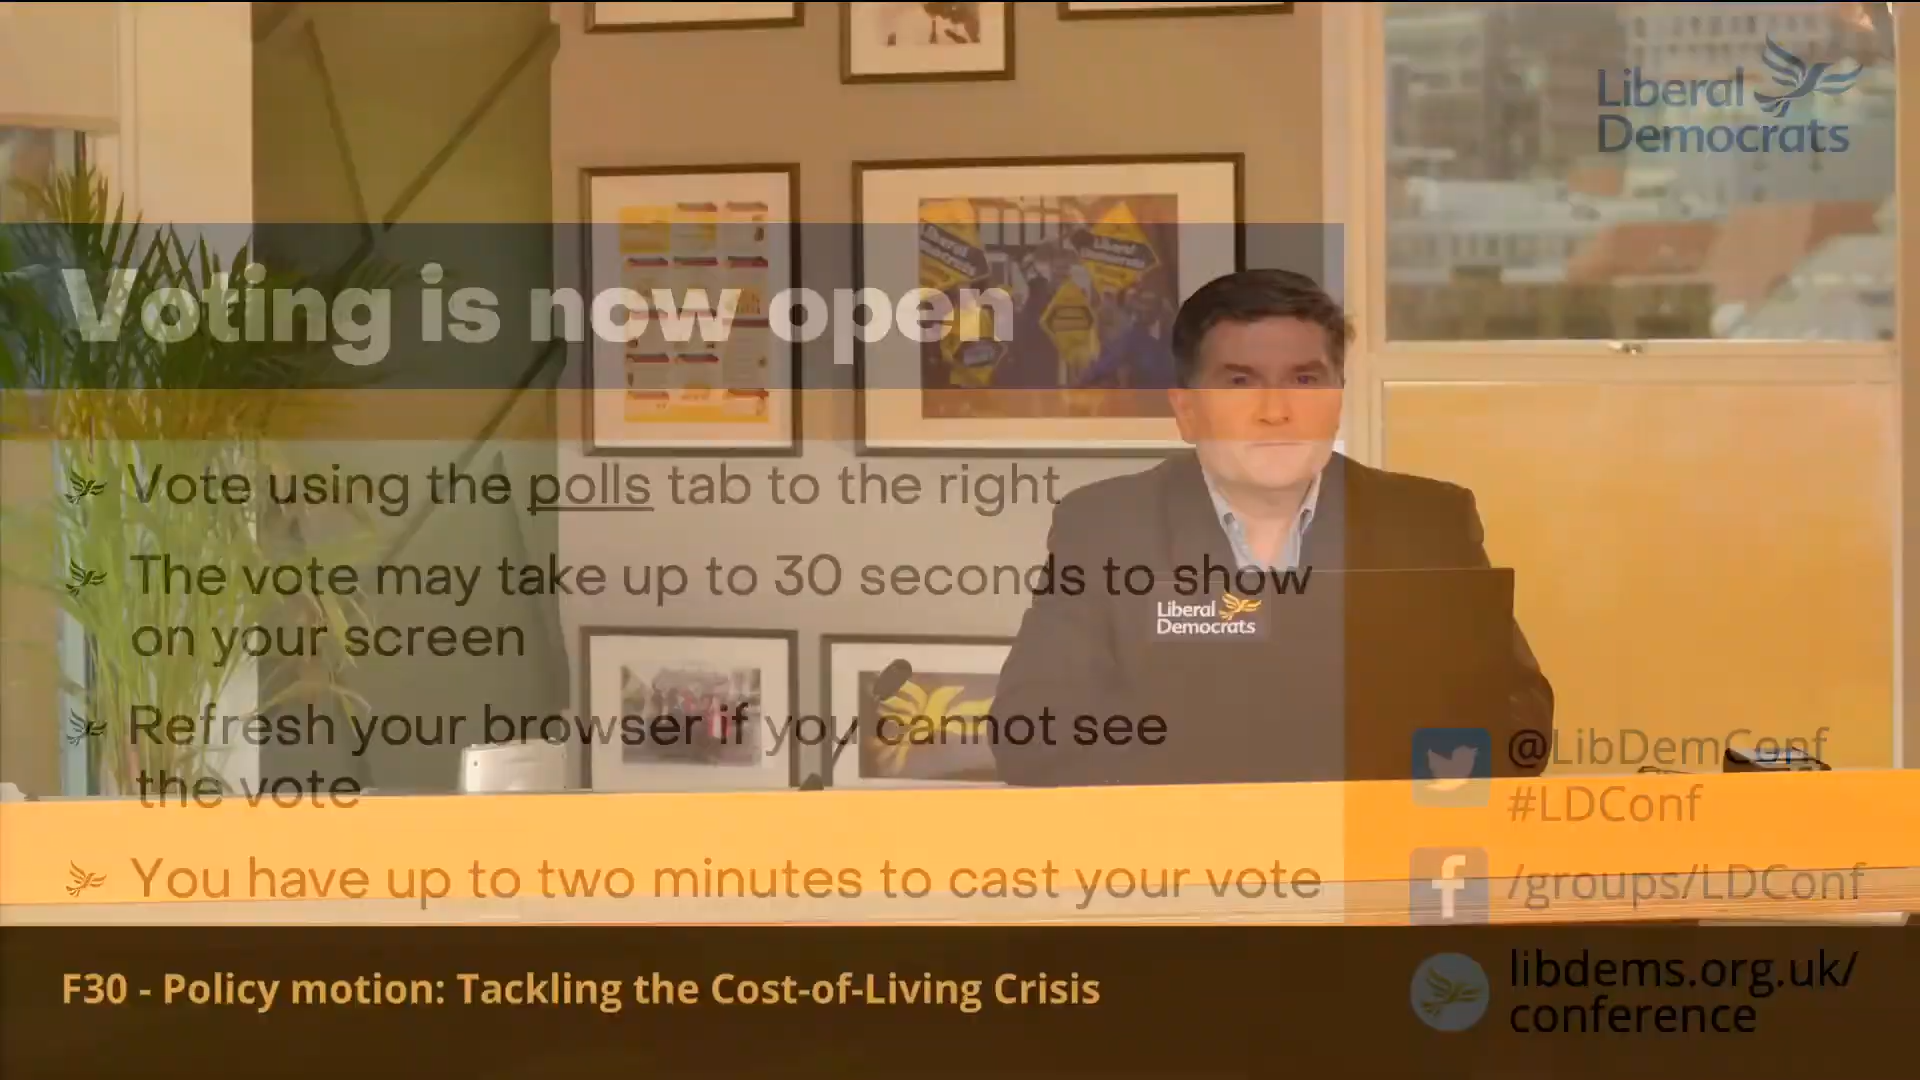 Liberal
Democrats
Voting is now open
Liberal
Democrats
Vote using the polls tab to the right
The vote may take up to 30 seconds to show
on your screen
Liberal
Democrats
Refresh your browser if you cannot see
the vote
@LibDemConf
#LDConf
You have up to two minutes to cast your vote
/groups/LDConf
F30 - Policy motion: Tackling the Cost-of-Living Crisis
libdems.org.uk/
conference